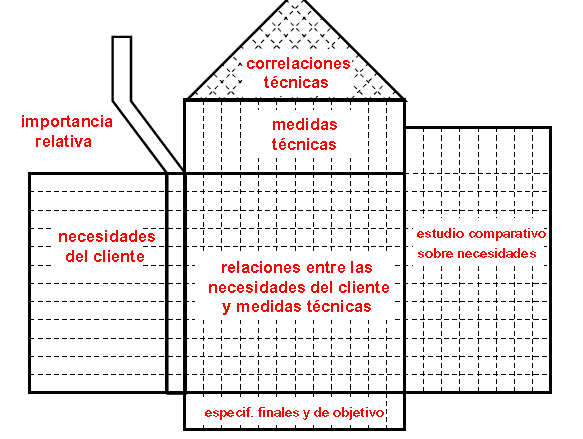 correlaciones
técnicas
importancia
relativa
medidas
técnicas
necesidades
del cliente
relaciones entre las
necesidades del cliente
y medidas técnicas
estudio comparativo
sobre necesidades
especif. finales y de objetivo